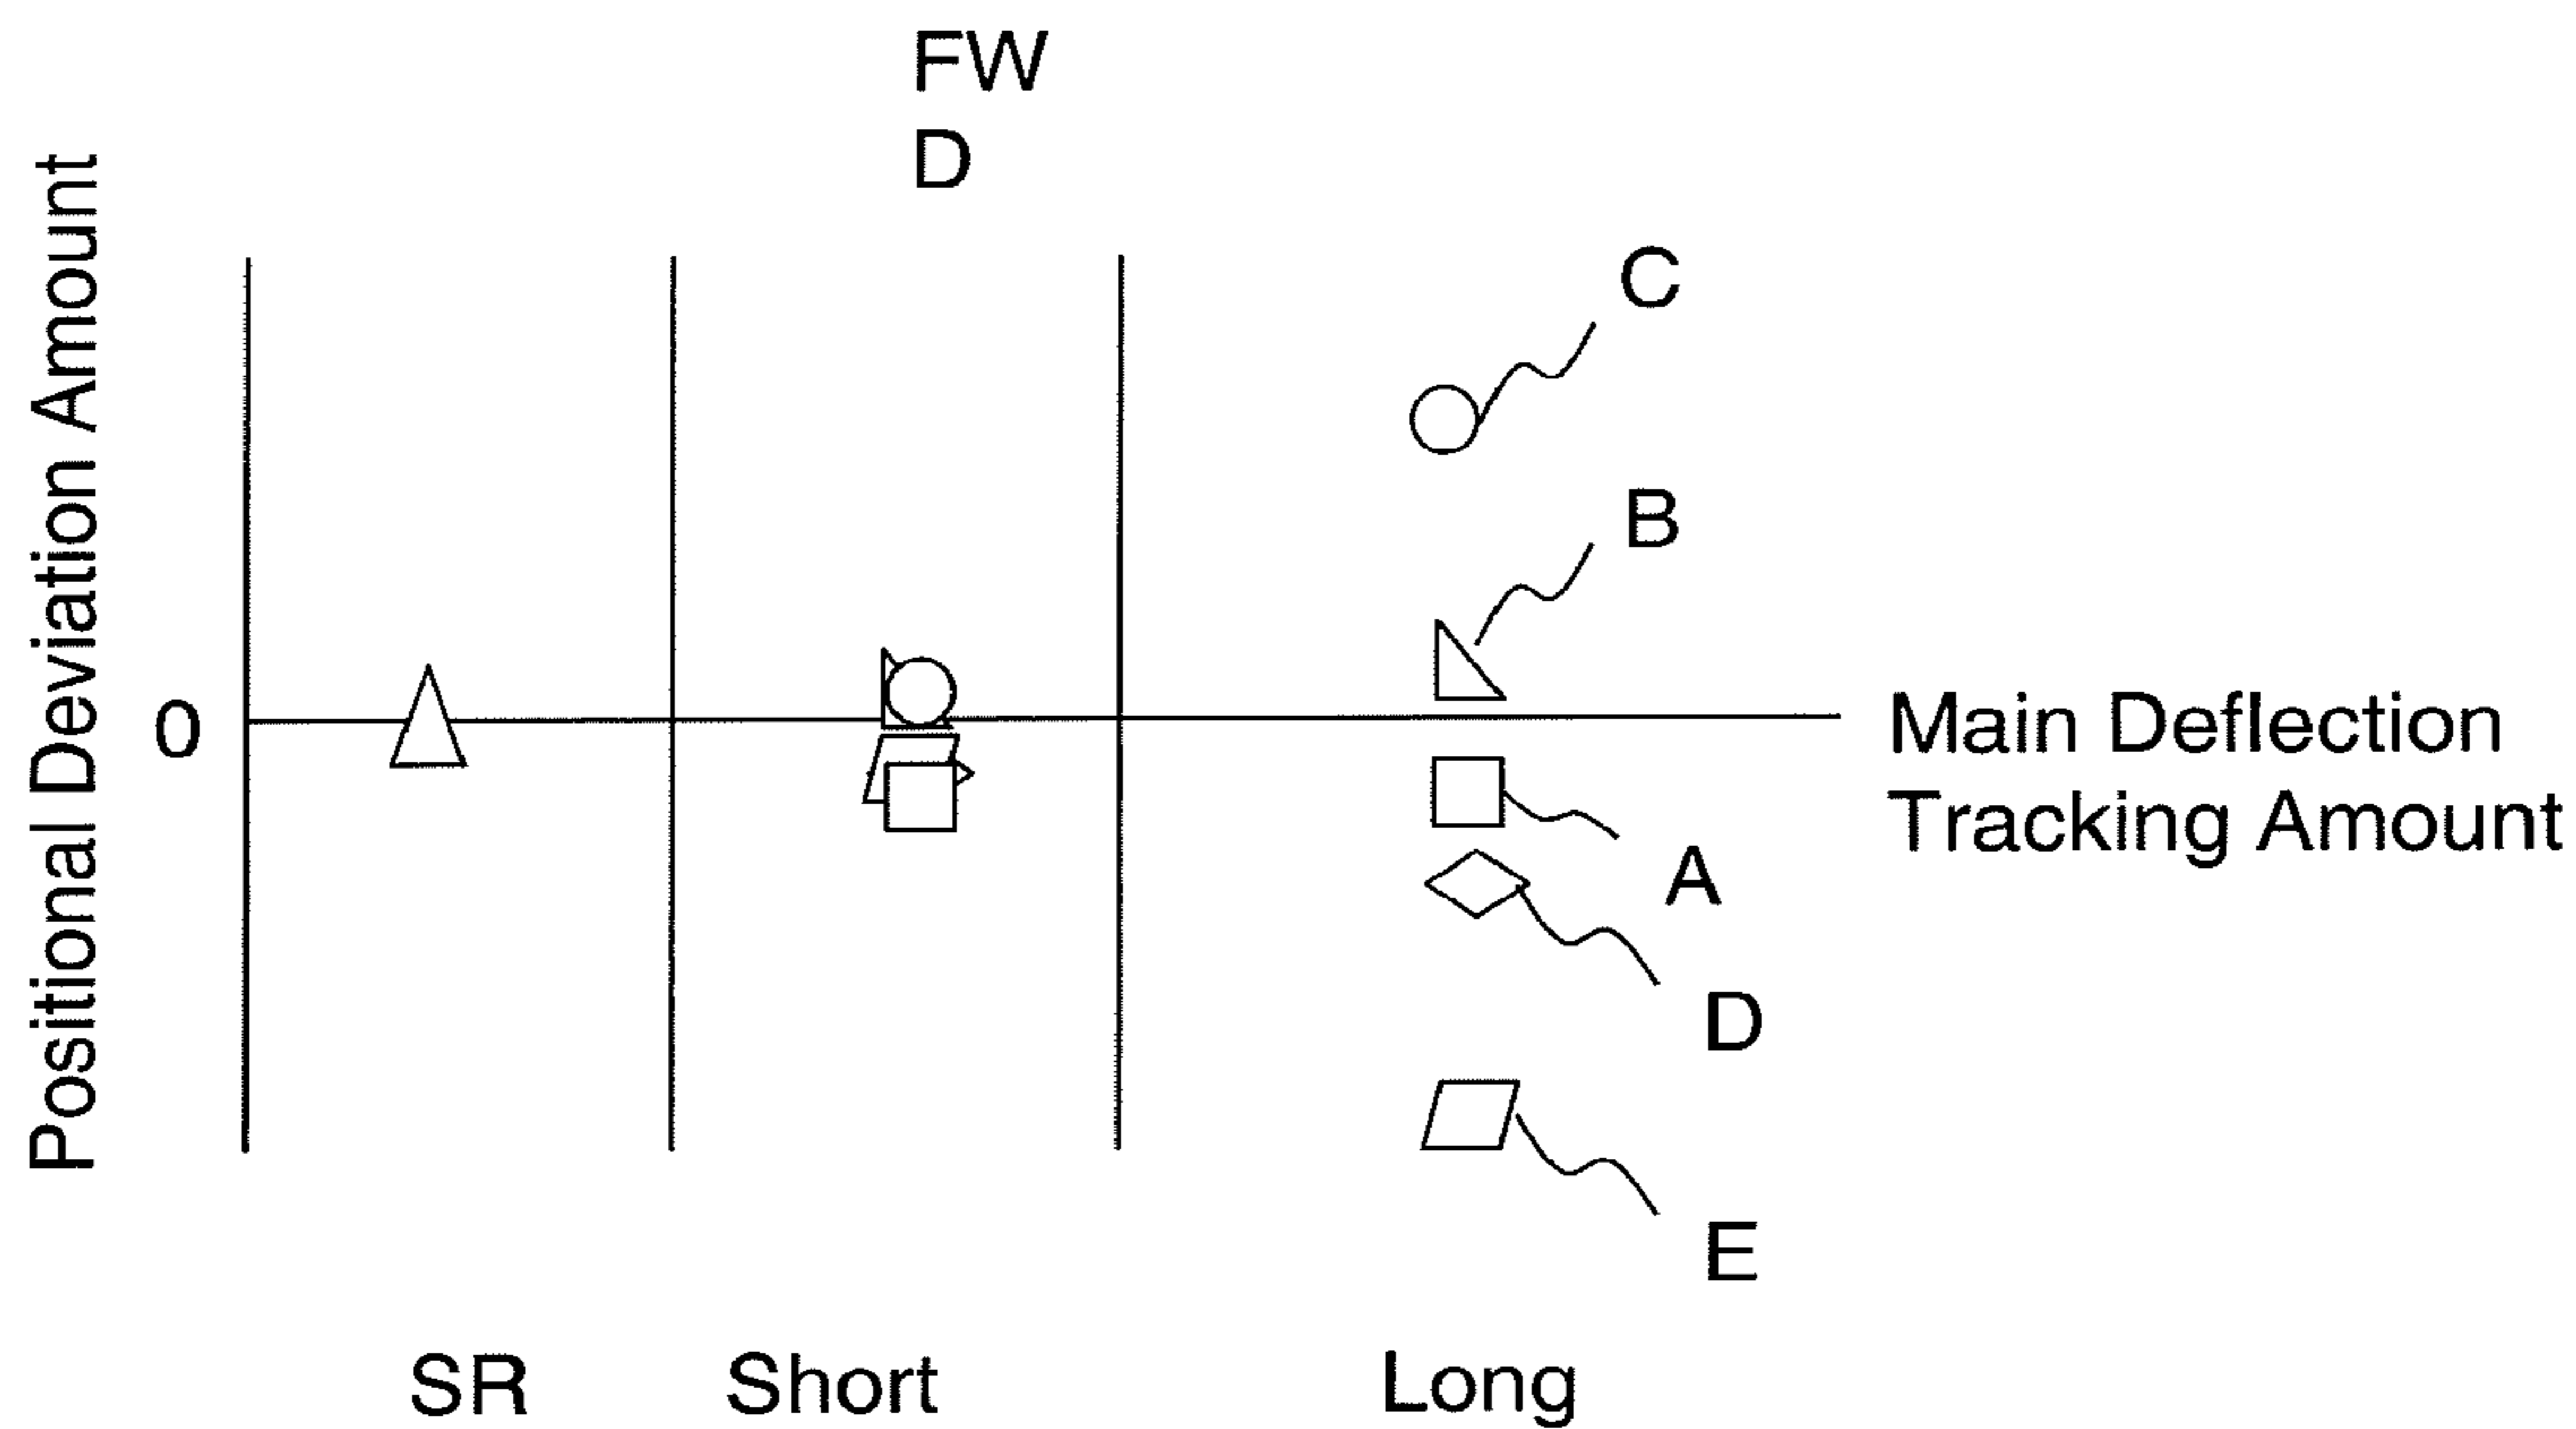 FW
D
Positional Deviation Amount
C
B
0
Main Deflection
Tracking Amount
A
D
E
SR
Short
Long